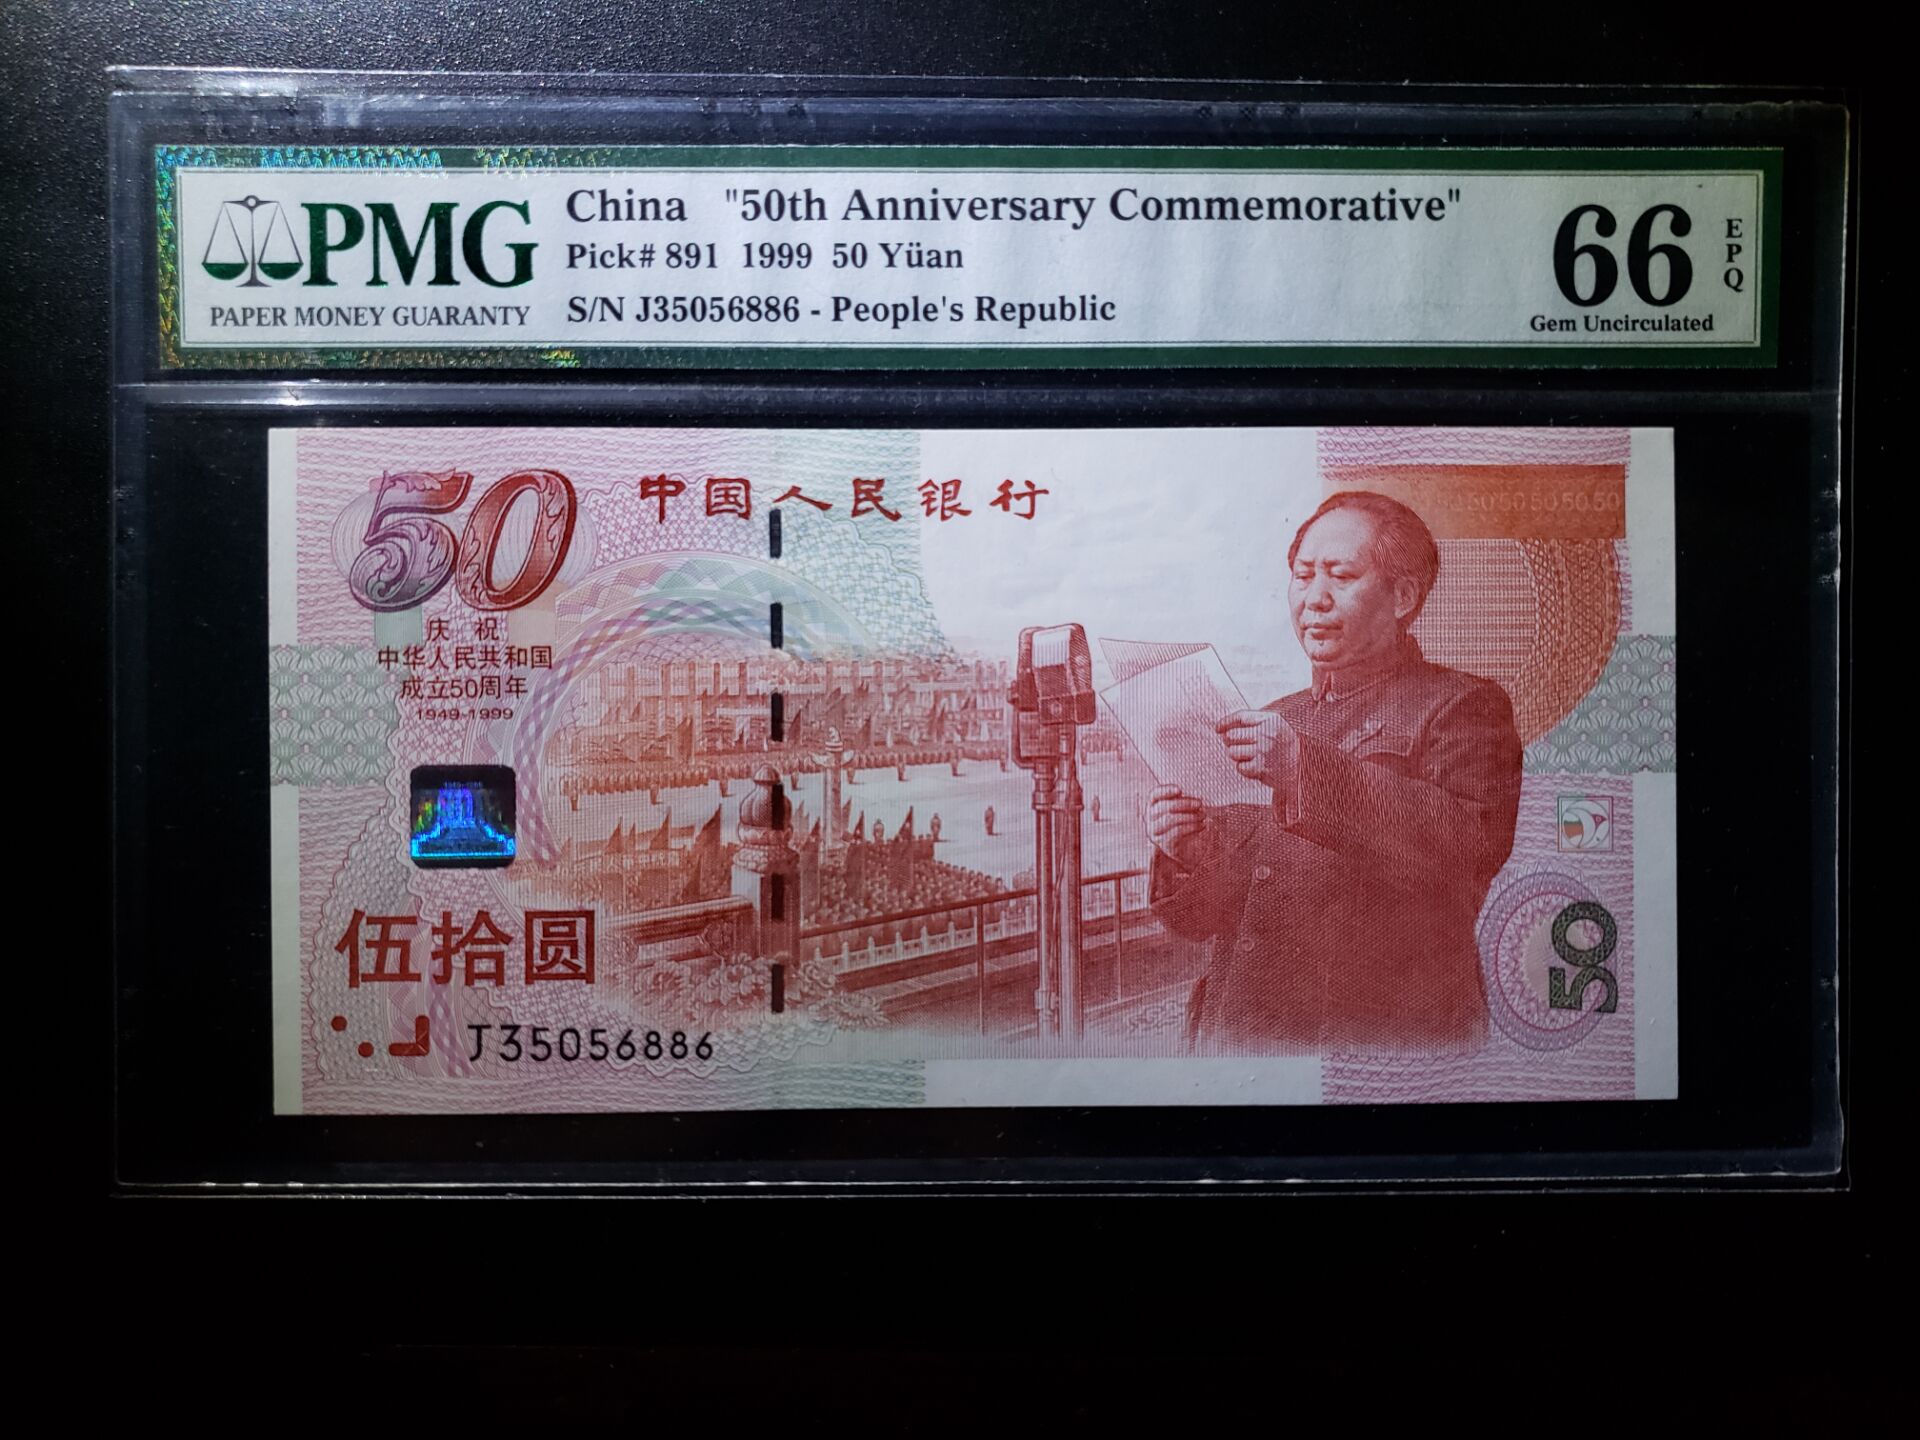 PMG
PAPER MONEY GUARANTY
China "50th Anniversary Commemorative"
Pick# 891 1999 50 Yüan
S/N J35056886 - People's Republic
66
EPQ
Gem Uncirculated
50
中国人民银行
505050505050
庆祝
中华人民共和国
成立50周年
1949-1999
伍拾圆
J35056886
50